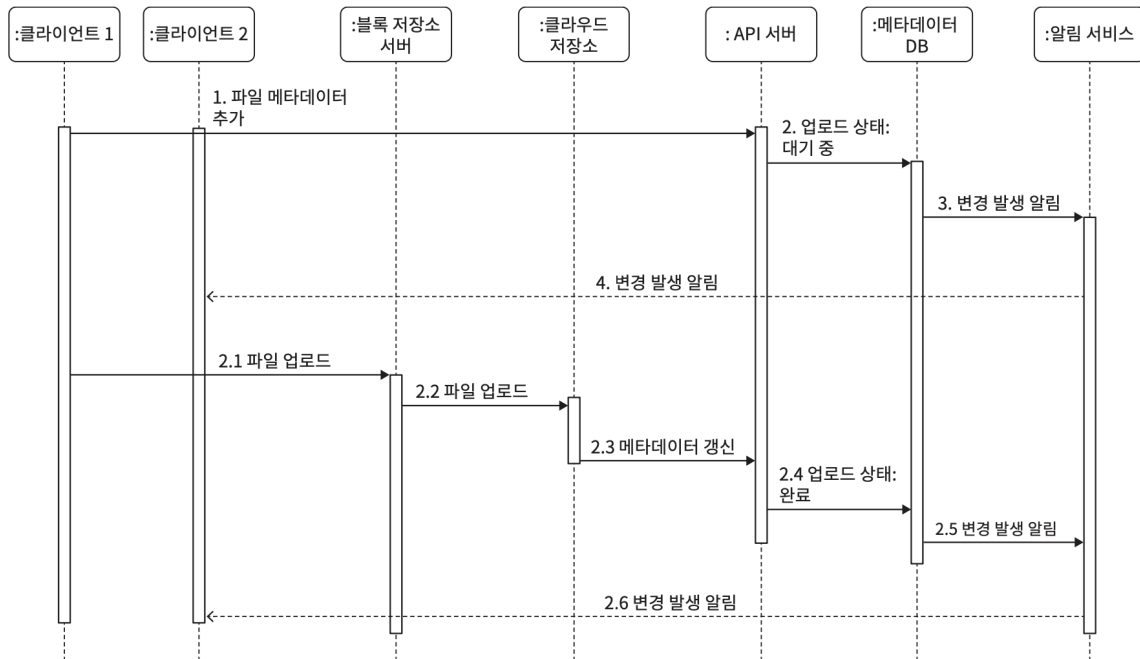 :클라이언트 1
:클라이언트 2
:블록 저장소
서버
:클라우드
저장소
: API 서버
:메타데이터
DB
:알림 서비스
1. 파일 메타데이터
추가
2. 업로드 상태:
대기 중
3. 변경 발생 알림
4. 변경 발생 알림
2.1 파일 업로드
2.2 파일 업로드
2.3 메타데이터 갱신
2.4 업로드 상태:
완료
2.5 변경 발생 알림
2.6 변경 발생 알림